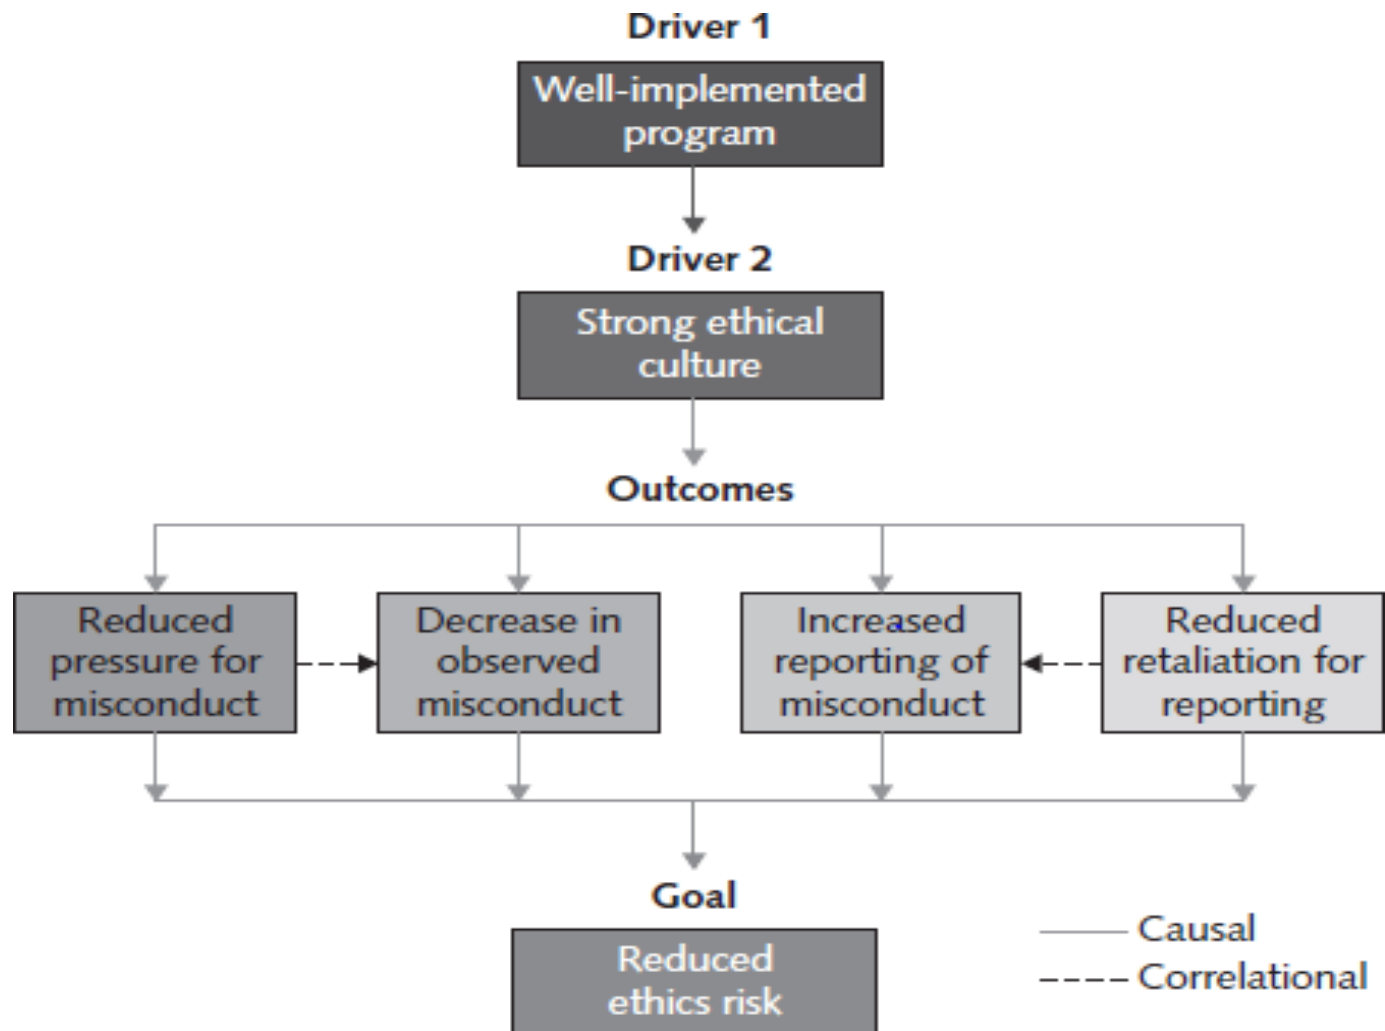 Driver 1
Well-implemented
program
Driver 2
Strong ethical
culture
Outcomes
Reduced
pressure for
misconduct
Decrease in
observed
misconduct
Increased
reporting of
misconduct
Reduced
retaliation for
reporting
Goal
Reduced
ethics risk
Causal
Correlational